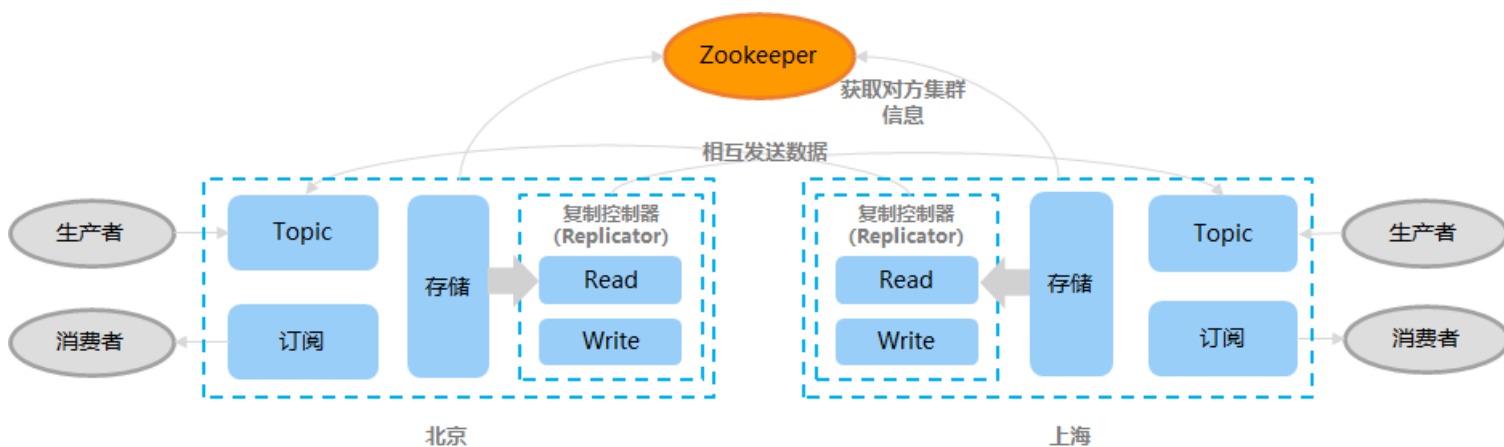 Zookeeper
获取对方集群
信息
相互发送数据
生产者
Topic
存储
复制控制器
(Replicator)
Read
Write
消费者
订阅
北京
复制控制器
(Replicator)
Read
Write
存储
Topic
生产者
订阅
消费者
上海